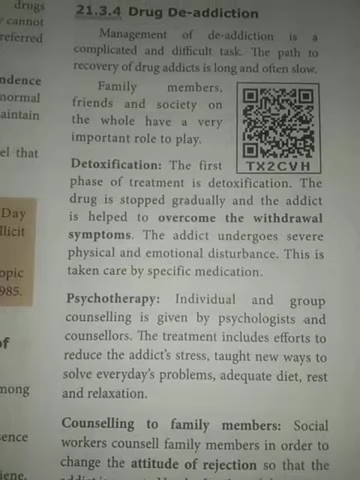 drugs
cannot
referred
ndence
normal
aintain
el that
Day
llicit
opic
985.
of
mong
sence
iene,
21.3.4 Drug De-addiction
Management of de-addiction is a
complicated and difficult task. The path to
recovery of drug addicts is long and often slow.
Family members,
friends and society on
the whole have a very
important role to play.
TX2CVH
Detoxification: The first
phase of treatment is detoxification. The
drug is stopped gradually and the addict
is helped to overcome the withdrawal
symptoms. The addict undergoes severe
physical and emotional disturbance. This is
taken care by specific medication.
Psychotherapy: Individual and group
counselling is given by psychologists and
counsellors. The treatment includes efforts to
reduce the addict's stress, taught new ways to
solve everyday's problems, adequate diet, rest
and relaxation.
Counselling to family members: Social
workers counsel family members in order to
change the attitude of rejection so that the